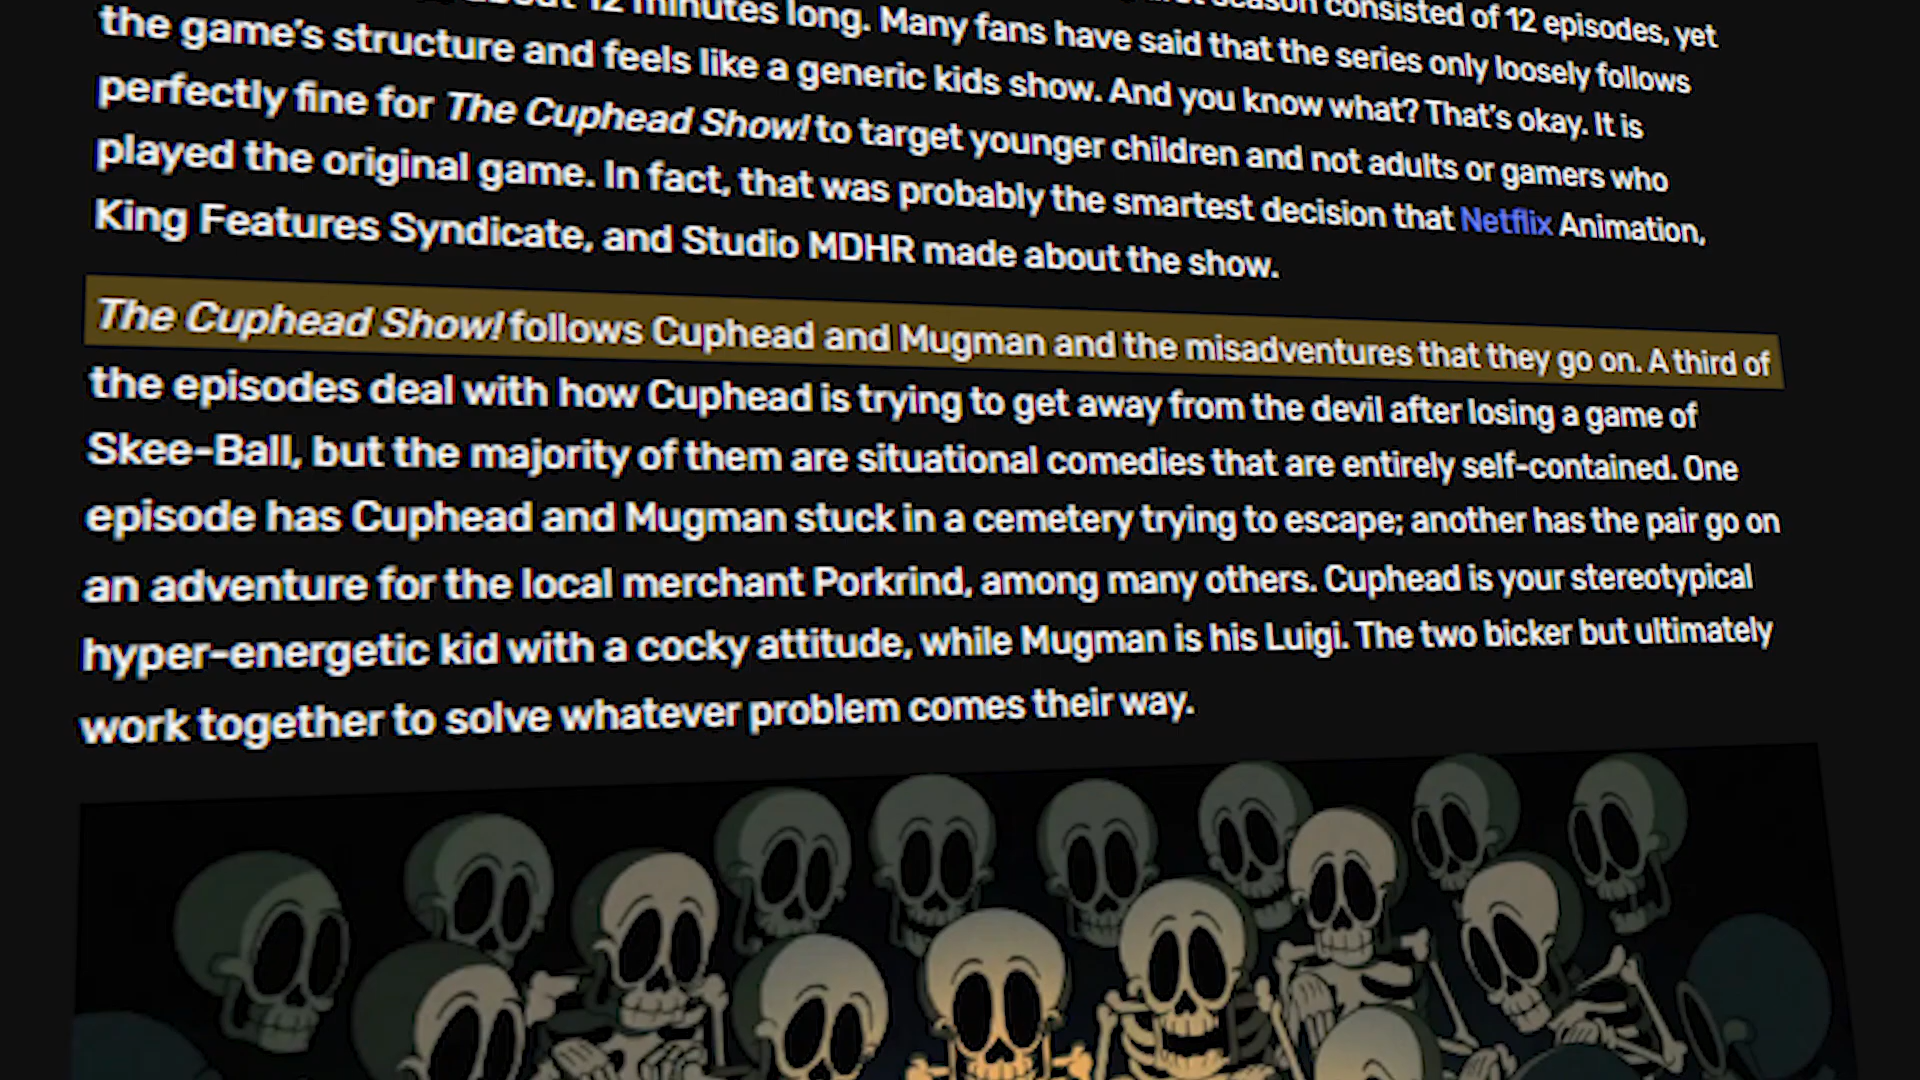 12 minutes long. Many fans have said that the series only loosely follows
season consisted of 12 episodes, yet
the game's structure and feels like a generic kids show. And you know what? That's okay. It is
perfectly fine for The Cuphead Show! to target younger children and not adults or gamers who
played the original game. In fact, that was probably the smartest decision that Netflix Animation,
King Features Syndicate, and Studio MDHR made about the show.
The Cuphead Show! follows Cuphead and Mugman and the misadventures that they go on. A third of
the episodes deal with how Cuphead is trying to get away from the devil after losing a game of
Skee-Ball, but the majority of them are situational comedies that are entirely self-contained. One
episode has Cuphead and Mugman stuck in a cemetery trying to escape; another has the pair go on
an adventure for the local merchant Porkrind, among many others. Cuphead is your stereotypical
hyper-energetic kid with a cocky attitude, while Mugman is his Luigi. The two bicker but ultimately
work together to solve whatever problem comes their way.